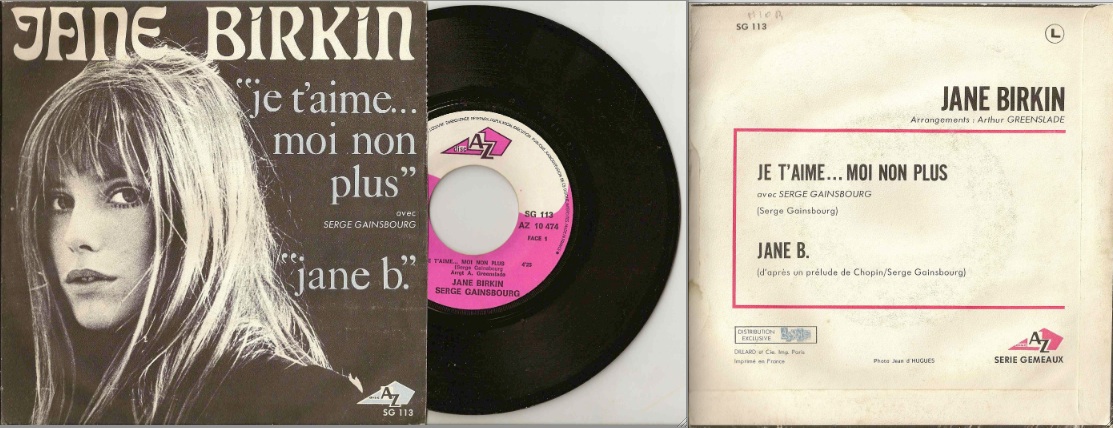 JANE BIRKIN
"je t'aime...
moi non
plus"
avec
SERGE GAINSBOURG
"jane b."
AZ
SG 113
AZ
SG 113
AZ 10 474
FACE 1
T'AIME... MOI NON PLUS 4'20
(Serge Gainsbourg)
Arrgt A. Greenslade
JANE BIRKIN
SERGE GAINSBOURG
SG 113
L
JANE BIRKIN
Arrangements : Arthur GREENSLADE
JE T'AIME...MOI NON PLUS
avec SERGE GAINSBOURG
(Serge Gainsbourg)
JANE B.
(d'après un prélude de Chopin/Serge Gainsbourg)
DISTRIBUTION
EXCLUSIVE
DILLARD et Cie. Imp. Paris
Imprimé en France
Photo Jean d'HUGUES
AZ
SERIE GEMEAUX